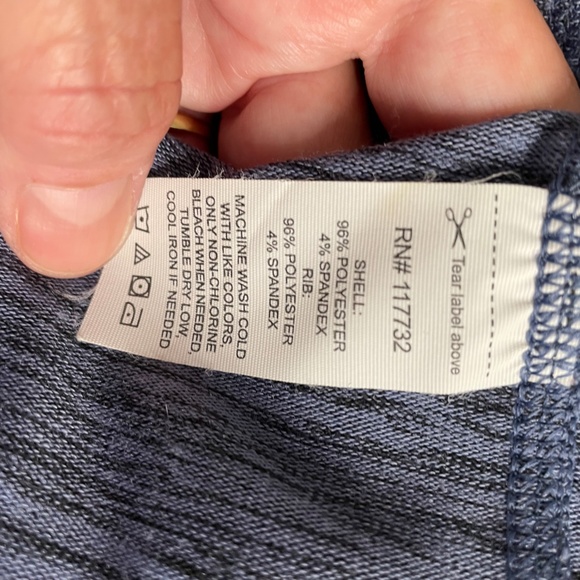 Tear label above
RN# 117732
SHELL:
96% POLYESTER
4% SPANDEX
RIB:
96% POLYESTER
4% SPANDEX
MACHINE WASH COLD
WITH LIKE COLORS,
ONLY NON-CHLORINE
BLEACH WHEN NEEDED,
TUMBLE DRY LOW,
COOL IRON IF NEEDED